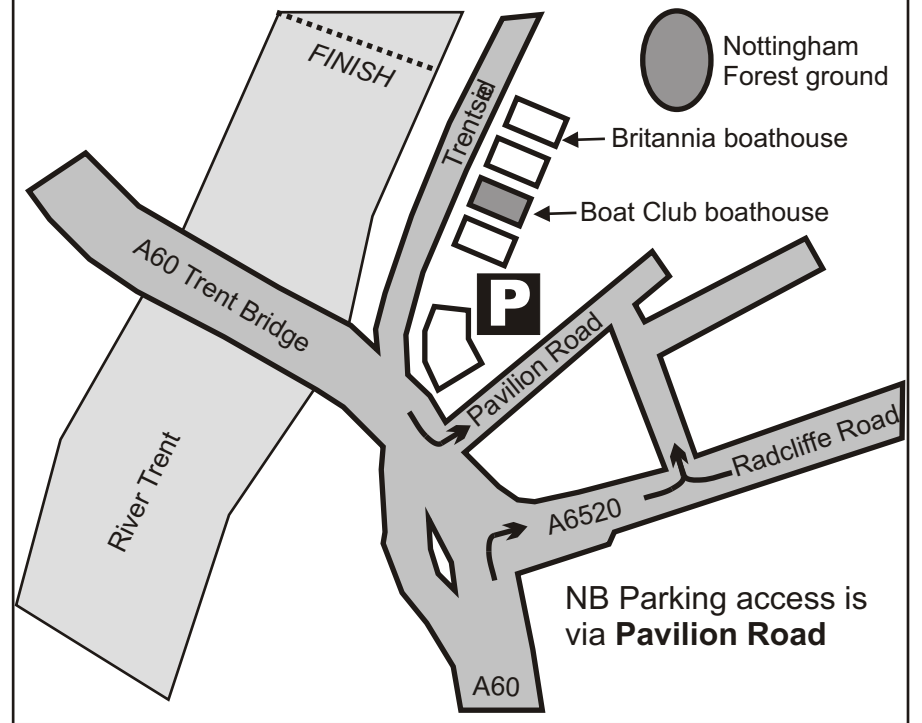 FINISH
Nottingham
Forest ground
Trentside
Britannia boathouse
Boat Club boathouse
A60 Trent Bridge
P
Pavilion Road
River Trent
Radcliffe Road
A6520
NB Parking access is
via Pavilion Road
A60